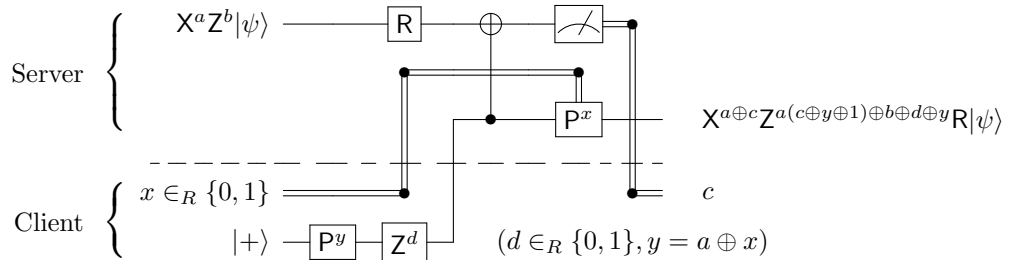 X^a Z^b|ψ⟩ R
Server
P^x X^{a⊕c}Z^{a(c⊕y⊕1)⊕b⊕d⊕y}R|ψ⟩
x ∈_R {0, 1} c
Client
|+⟩ P^y Z^d (d ∈_R {0, 1}, y = a ⊕ x)